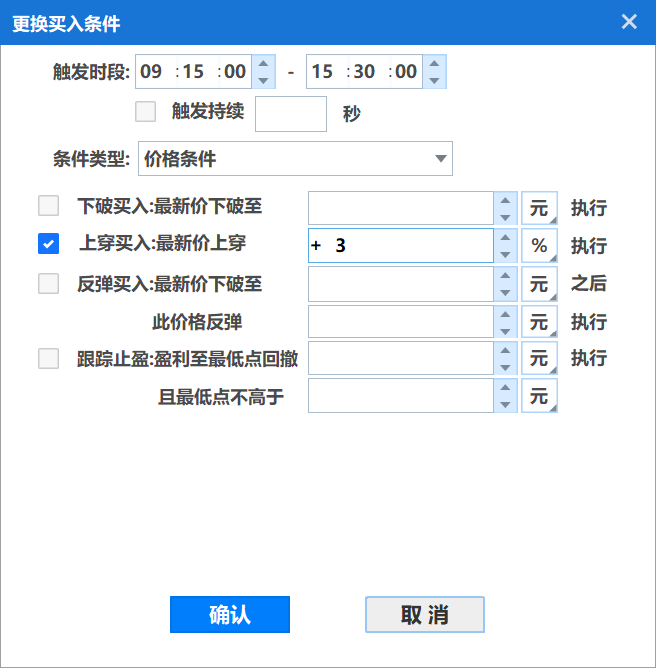 更换买入条件
触发时段: 09 :15 :00 - 15 :30 :00
触发持续 秒
条件类型: 价格条件
下破买入:最新价下破至 元 执行
上穿买入:最新价上穿 + 3 % 执行
反弹买入:最新价下破至 元 之后
此价格反弹 元 执行
跟踪止盈:盈利至最低点回撤 元 执行
且最低点不高于 元
确认 取 消